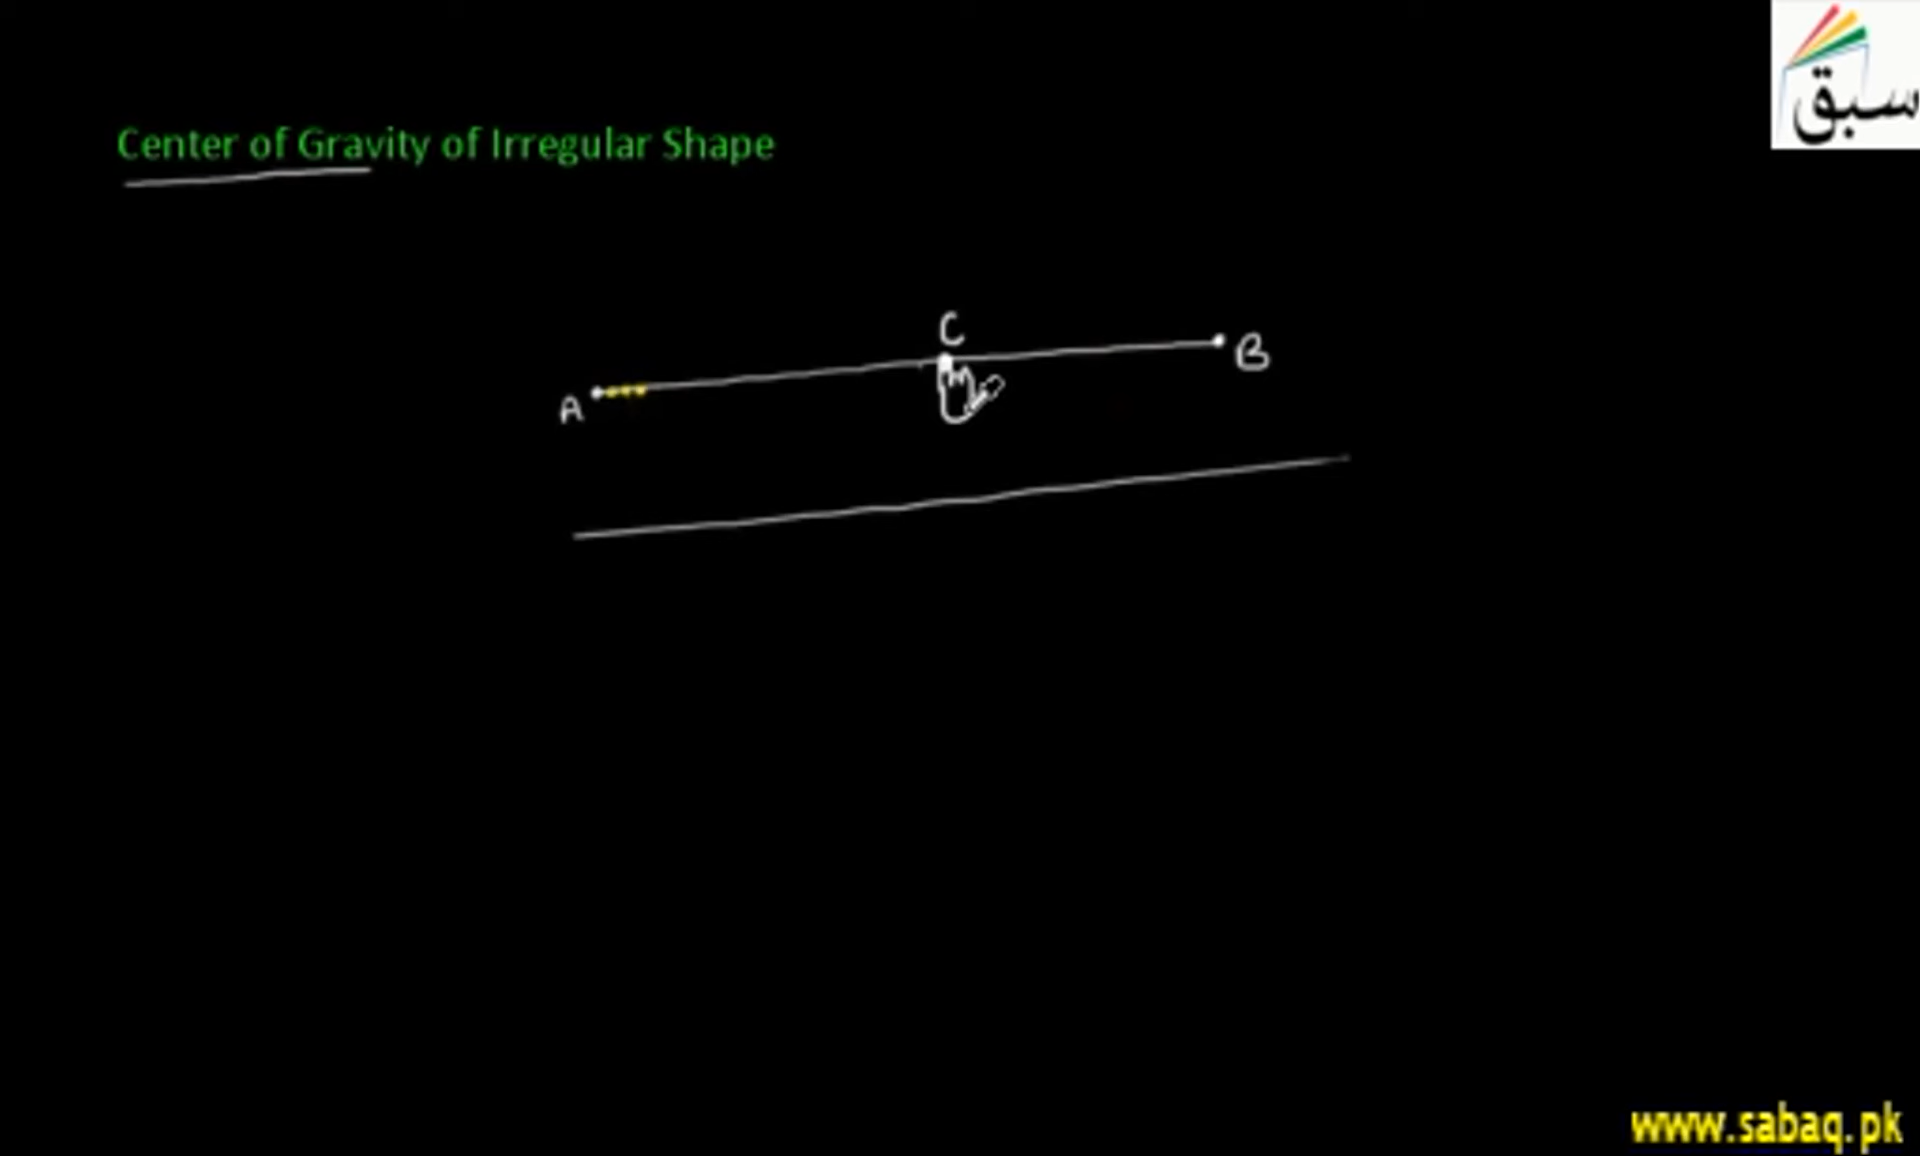 سبق
Center of Gravity of Irregular Shape
C
B
A
www.sabaq.pk